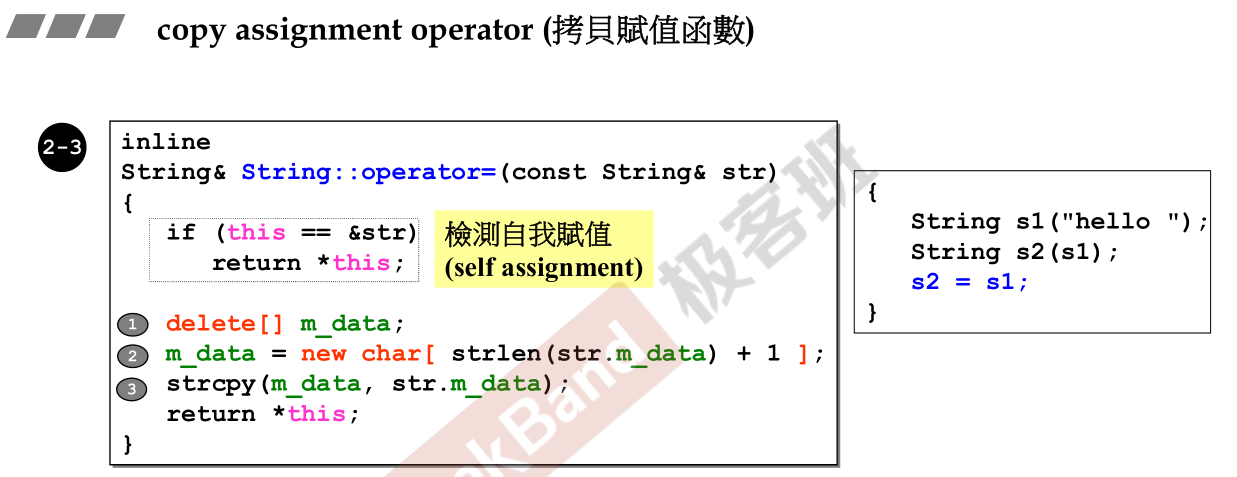 copy assignment operator (拷貝賦值函數)
2-3
inline
String& String::operator=(const String& str)
{
if (this == &str)
return *this;
檢測自我賦值
(self assignment)
1 delete[] m_data;
2 m_data = new char[ strlen(str.m_data) + 1 ];
3 strcpy(m_data, str.m_data);
return *this;
}
{
String s1("hello ");
String s2(s1);
s2 = s1;
}
极客班